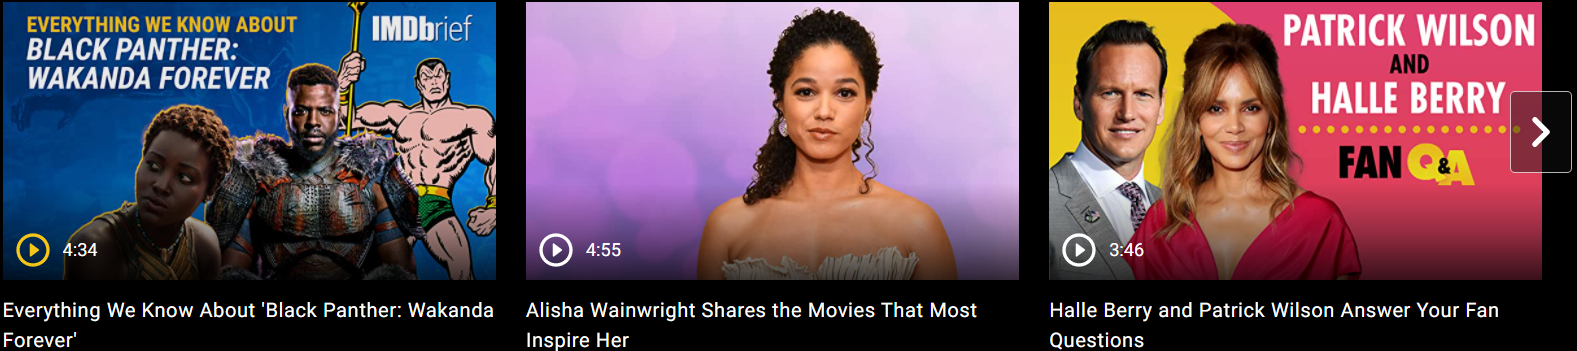 EVERYTHING WE KNOW ABOUT
BLACK PANTHER:
WAKANDA FOREVER
IMDbrief
4:34
Everything We Know About 'Black Panther: Wakanda
Forever'
4:55
Alisha Wainwright Shares the Movies That Most
Inspire Her
PATRICK WILSON
AND
HALLE BERRY
FAN Q&A
3:46
Halle Berry and Patrick Wilson Answer Your Fan
Questions